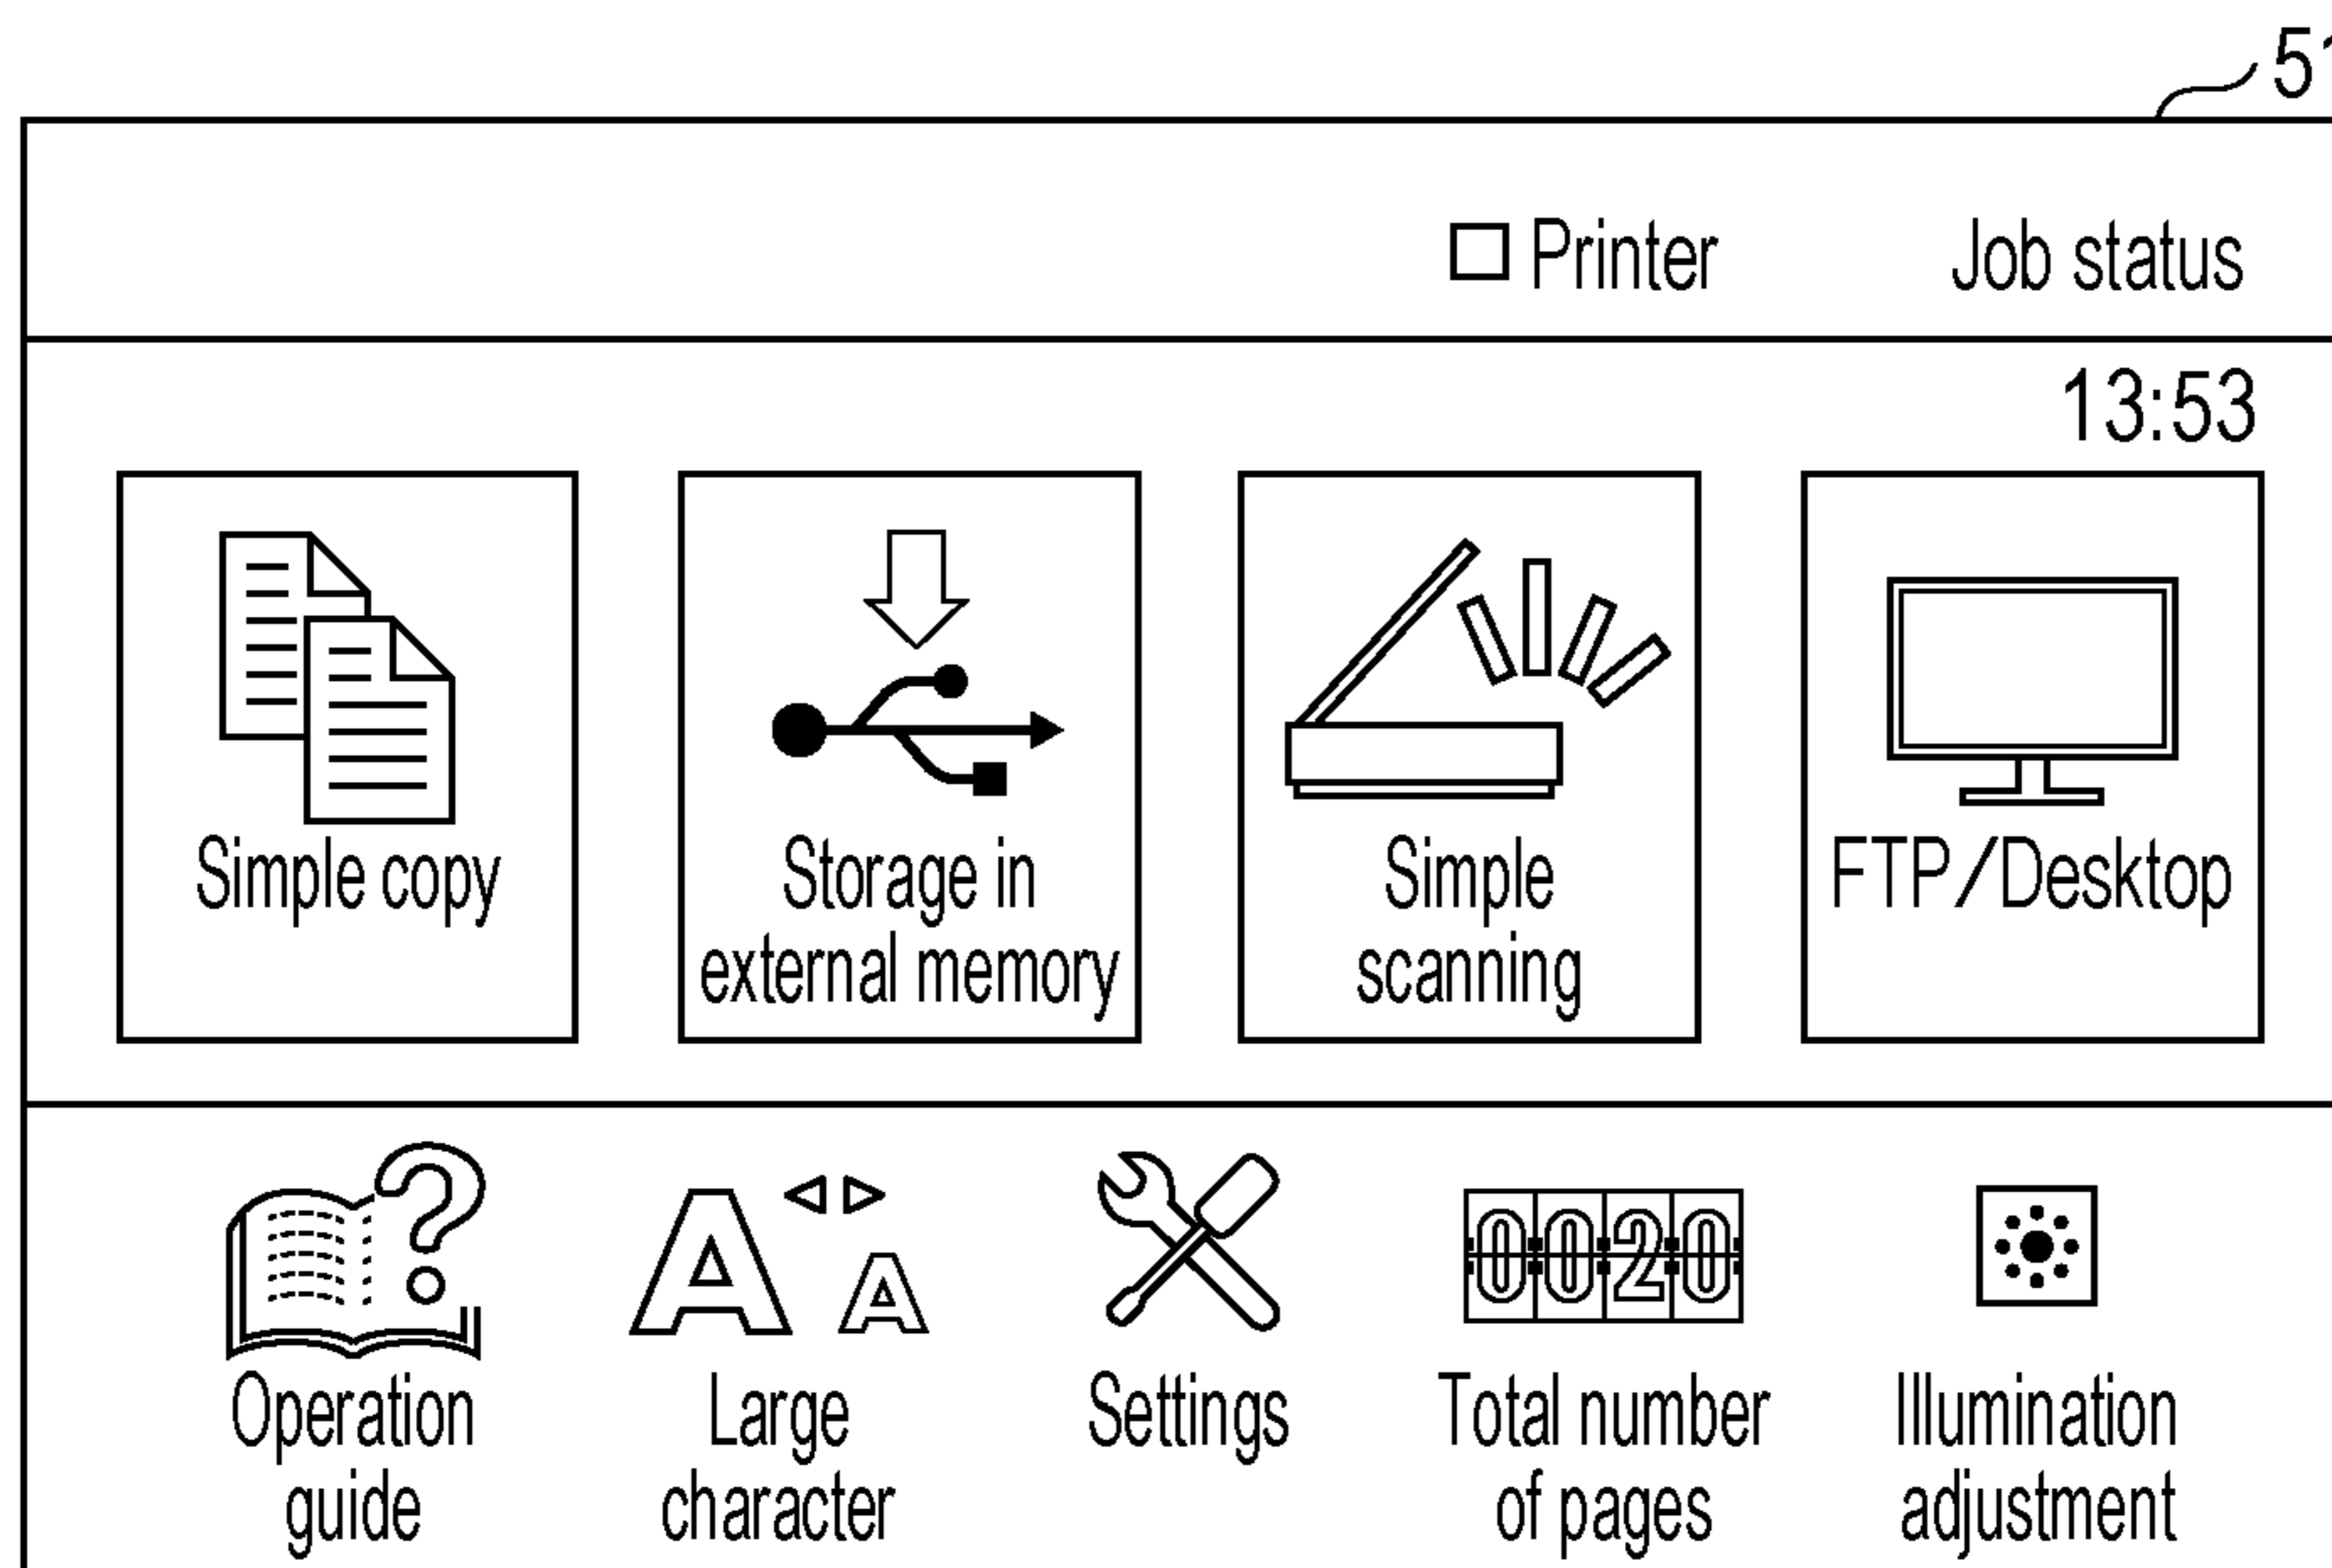 51
Printer Job status
13:53
Simple copy
Storage in
external memory
Simple
scanning
FTP/Desktop
A A
0020
Operation
guide
Large
character
Settings
Total number
of pages
Illumination
adjustment